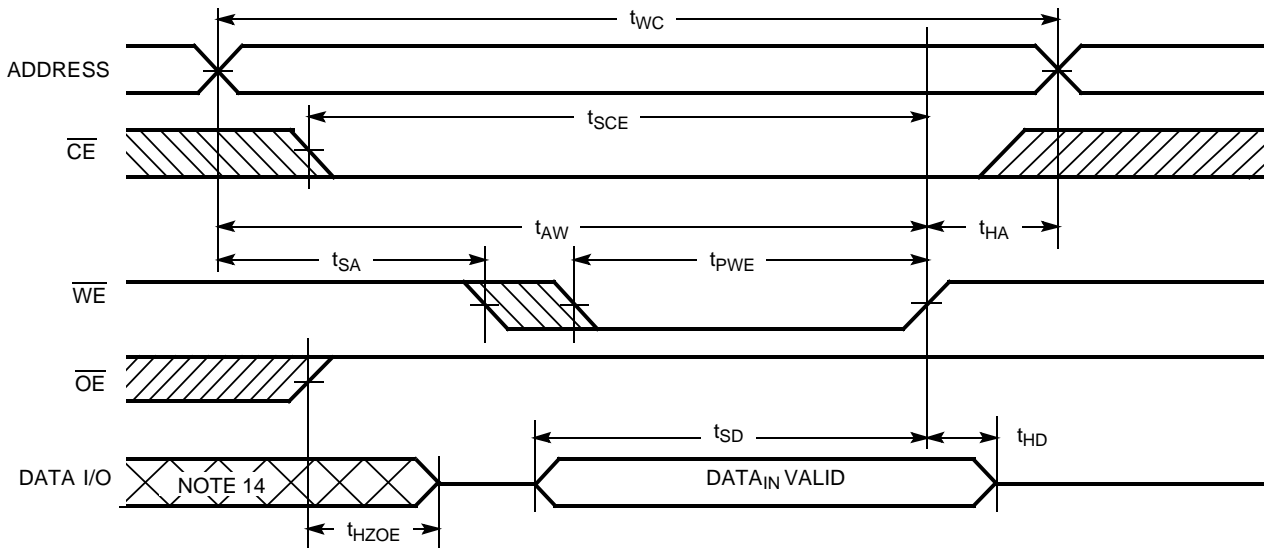 tWC
ADDRESS
tSCE
CE
tAW
tHA
tSA
tPWE
WE
OE
tSD
tHD
DATA I/O
NOTE 14
DATAIN VALID
tHZOE